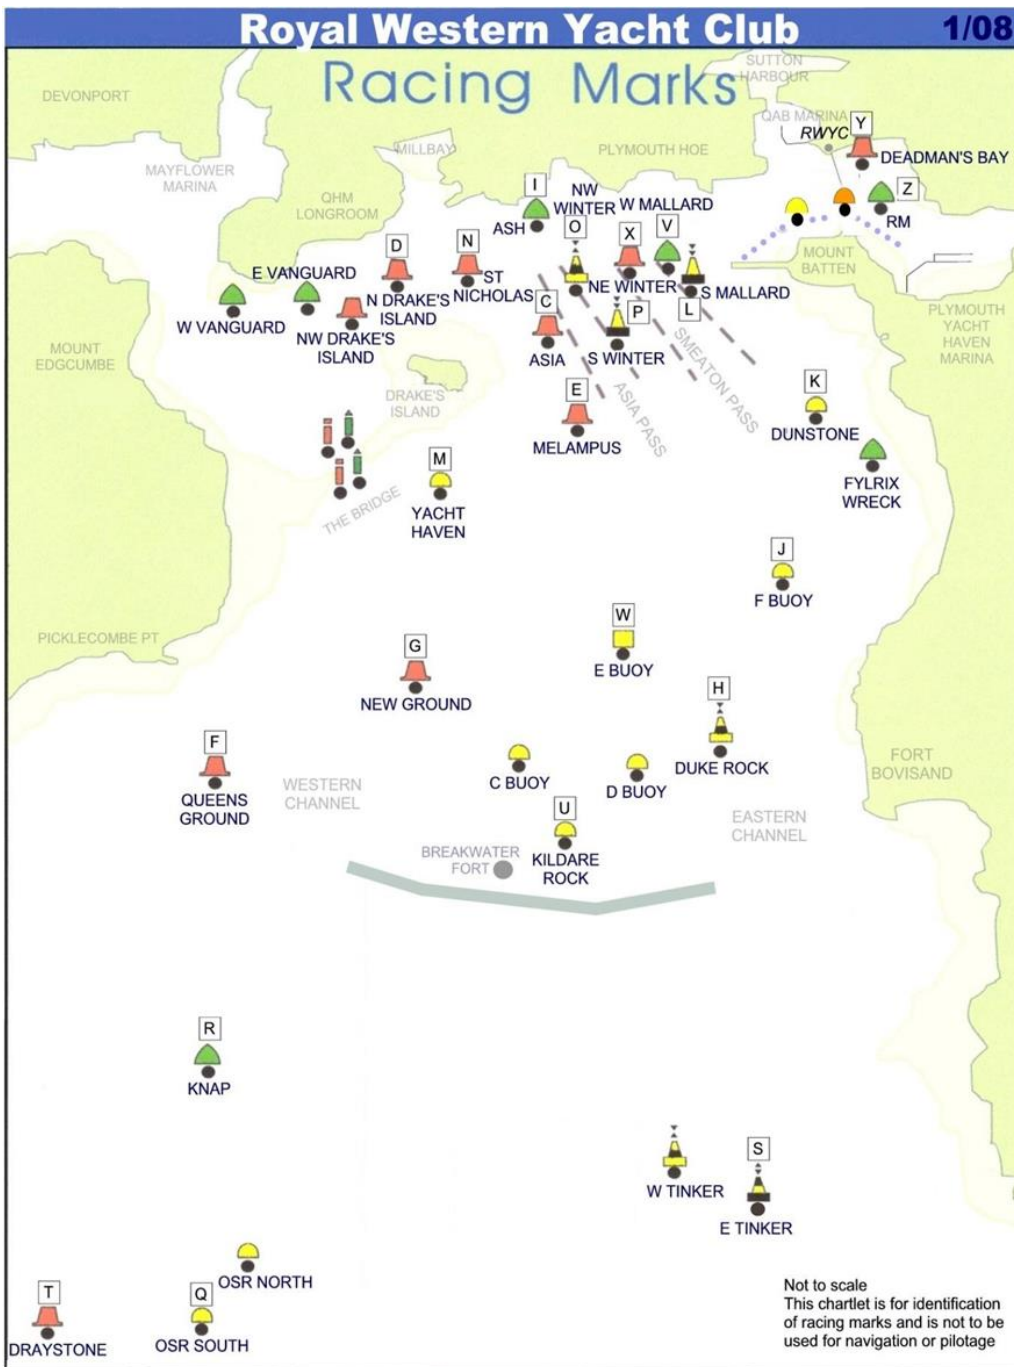 Royal Western Yacht Club
1/08
Racing Marks
SUTTON
HARBOUR
DEVONPORT
QAB MARINA
Y
RWYC
MILLBAY
PLYMOUTH HOE
DEADMAN'S BAY
MAYFLOWER
MARINA
I
NW
WINTER
W MALLARD
Z
QHM
LONGROOM
ASH
O
X
V
RM
D
N
MOUNT
BATTEN
E VANGUARD
ST
NICHOLAS
NE WINTER
S MALLARD
N DRAKE'S
ISLAND
C
P
L
W VANGUARD
NW DRAKE'S
ISLAND
ASIA
S WINTER
PLYMOUTH
YACHT
HAVEN
MARINA
MOUNT
EDGCUMBE
SMEATON PASS
DRAKE'S
ISLAND
E
ASIA PASS
K
MELAMPUS
DUNSTONE
M
FYLRIX
WRECK
THE BRIDGE
YACHT
HAVEN
J
F BUOY
W
PICKLECOMBE PT
G
E BUOY
H
NEW GROUND
F
DUKE ROCK
FORT
BOVISAND
C BUOY
D BUOY
QUEENS
GROUND
WESTERN
CHANNEL
U
EASTERN
CHANNEL
BREAKWATER
FORT
KILDARE
ROCK
R
KNAP
S
W TINKER
E TINKER
OSR NORTH
T
Q
DRAYSTONE
OSR SOUTH
Not to scale
This chartlet is for identification
of racing marks and is not to be
used for navigation or pilotage